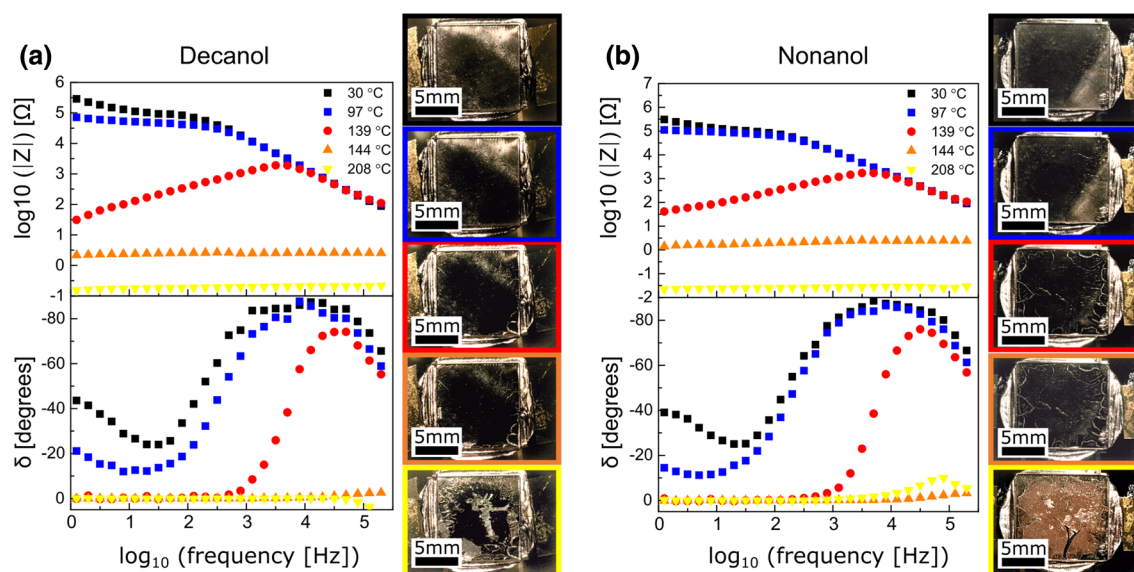 (a)
Decanol
log10 (|Z|) [Ω]
6
5
4
3
2
1
0
-1
30 °C
97 °C
139 °C
144 °C
208 °C
δ [degrees]
-80
-60
-40
-20
0
0
1
2
3
4
5
log10 (frequency [Hz])
5mm
5mm
5mm
5mm
5mm
(b)
Nonanol
log10 (|Z|) [Ω]
7
6
5
4
3
2
1
0
-1
-2
30 °C
97 °C
139 °C
144 °C
208 °C
δ [degrees]
-80
-60
-40
-20
0
0
1
2
3
4
5
log10 (frequency [Hz])
5mm
5mm
5mm
5mm
5mm